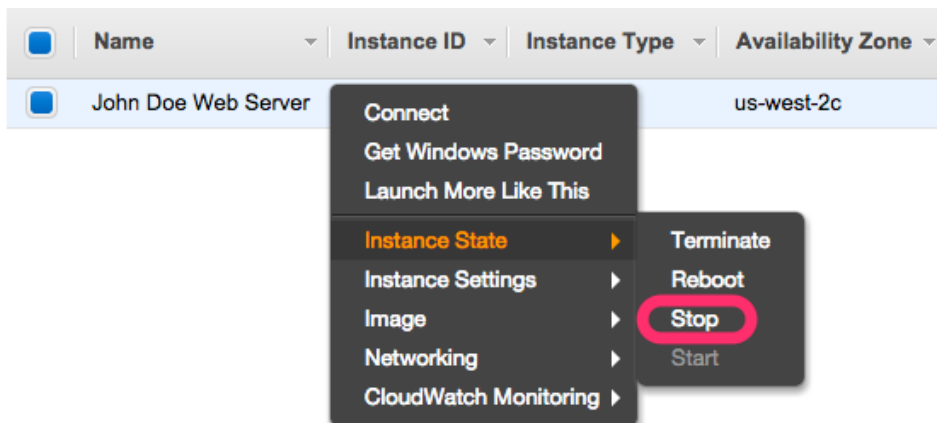 Name Instance ID Instance Type Availability Zone
John Doe Web Server us-west-2c
Connect
Get Windows Password
Launch More Like This
Instance State
Instance Settings
Image
Networking
CloudWatch Monitoring
Terminate
Reboot
Stop
Start